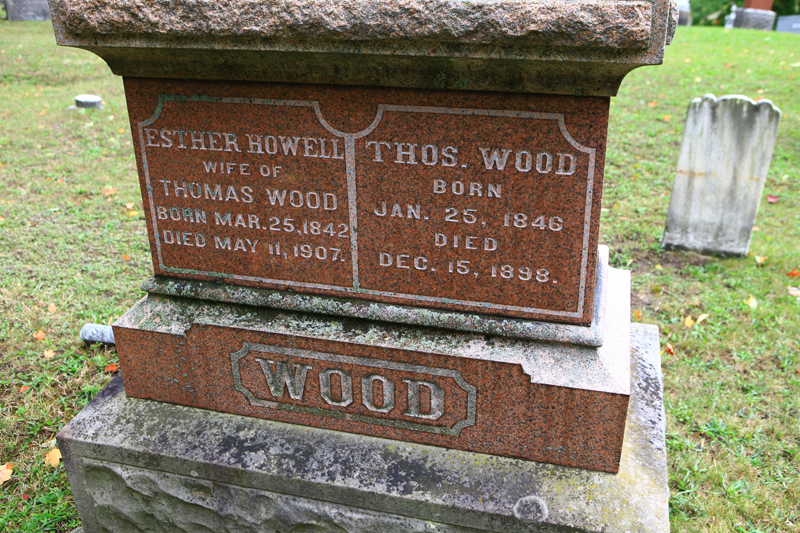 ESTHER HOWELL
WIFE OF
THOMAS WOOD
BORN MAR. 25, 1842
DIED MAY 11, 1907.
THOS. WOOD
BORN
JAN. 25, 1846
DIED
DEC. 15, 1898.
WOOD